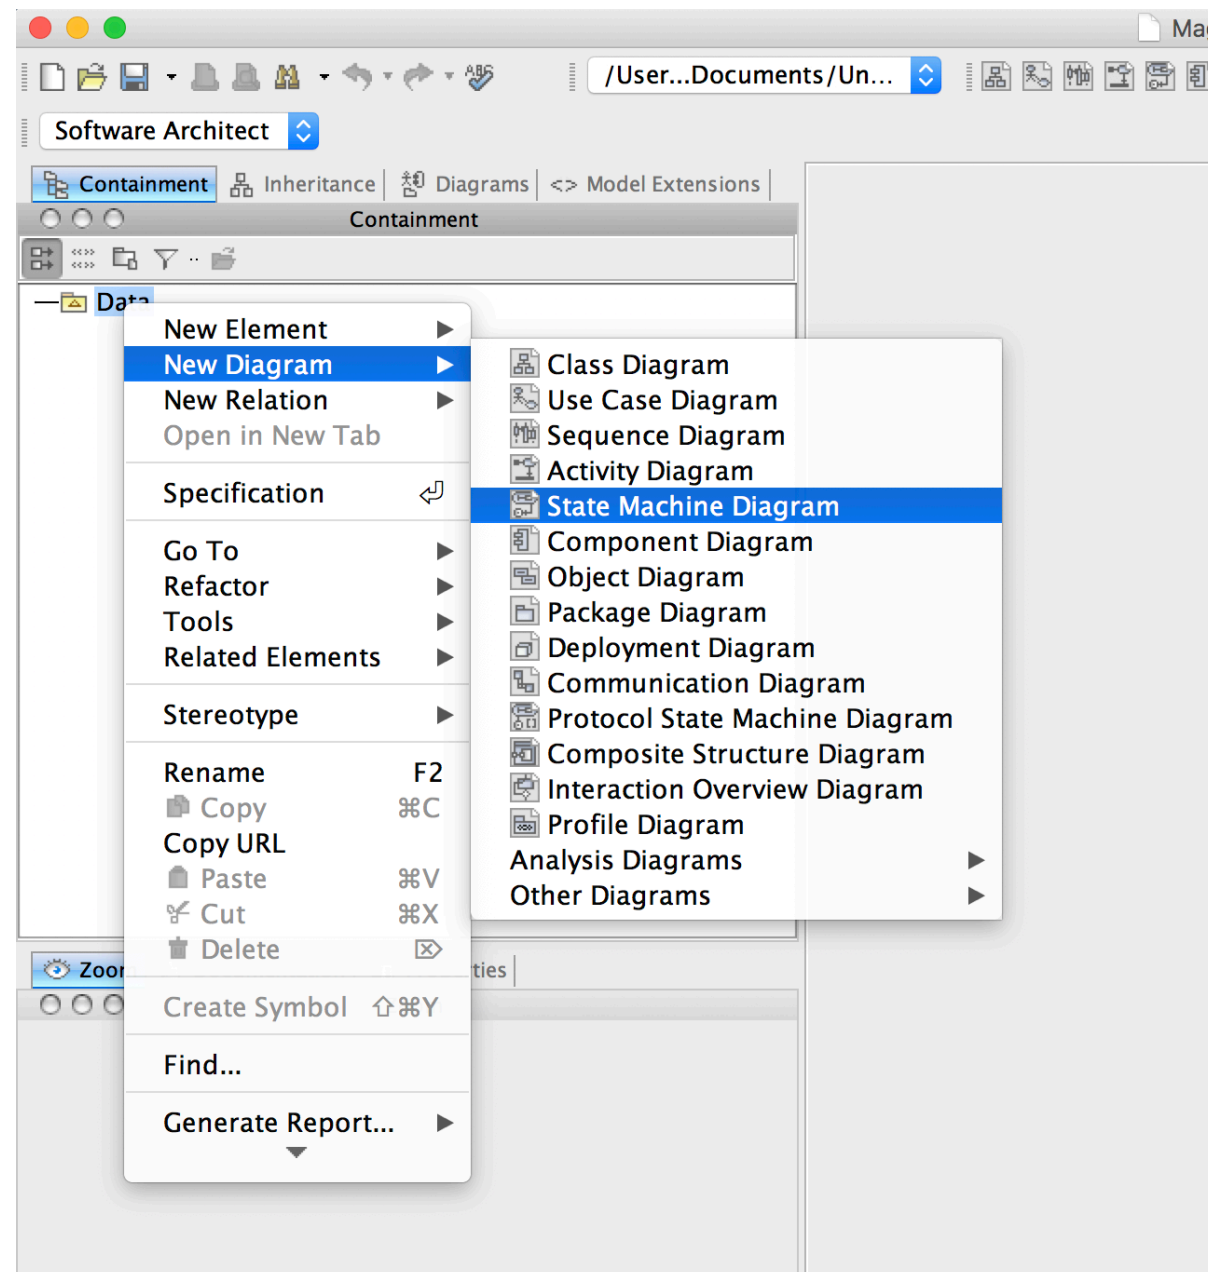 Mag
ABC
/User...Documents/Un...
Software Architect
Containment
Inheritance
Diagrams
<> Model Extensions
Containment
Data
New Element
New Diagram
New Relation
Open in New Tab
Specification
Go To
Refactor
Tools
Related Elements
Stereotype
Rename F2
Copy ⌘C
Copy URL
Paste ⌘V
Cut ⌘X
Delete ⌦
Create Symbol ⇧⌘Y
Find...
Generate Report...
Class Diagram
Use Case Diagram
Sequence Diagram
Activity Diagram
State Machine Diagram
Component Diagram
Object Diagram
Package Diagram
Deployment Diagram
Communication Diagram
Protocol State Machine Diagram
Composite Structure Diagram
Interaction Overview Diagram
Profile Diagram
Analysis Diagrams
Other Diagrams
Zoom
ties